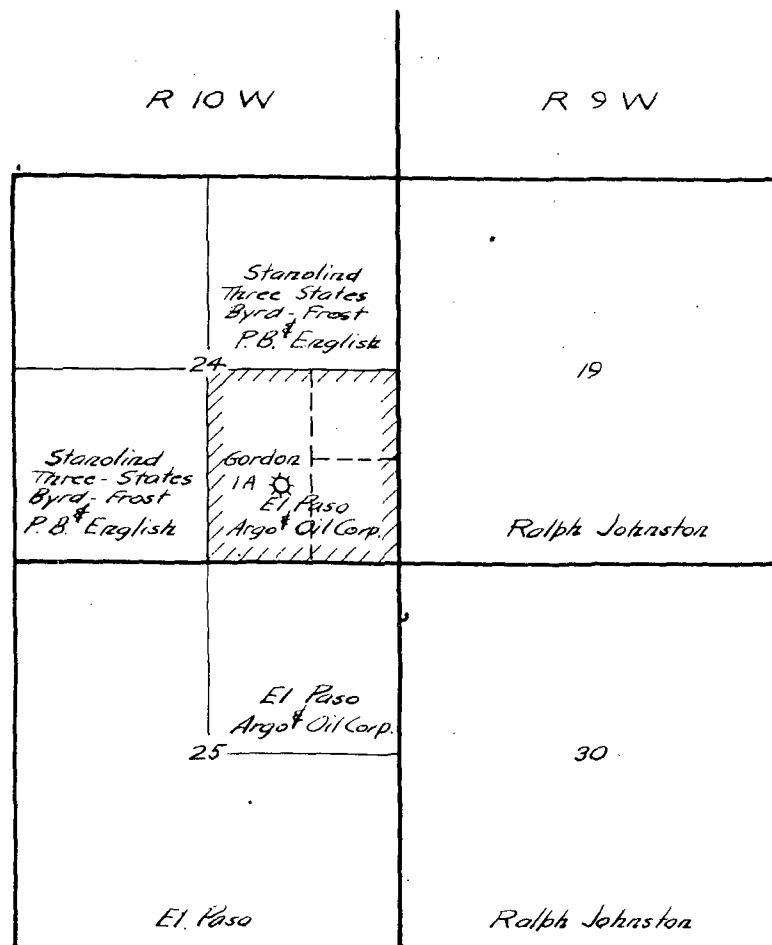 R 10 W
R 9 W
Stanolind
Three States
Byrd-Frost
&
P.B. English
24
19
Stanolind
Three-States
Byrd-Frost
&
P.B. English
Gordon
1A
El Paso
&
Argo Oil Corp.
Ralph Johnston
El Paso
&
Argo Oil Corp.
25
30
El Paso
Ralph Johnston